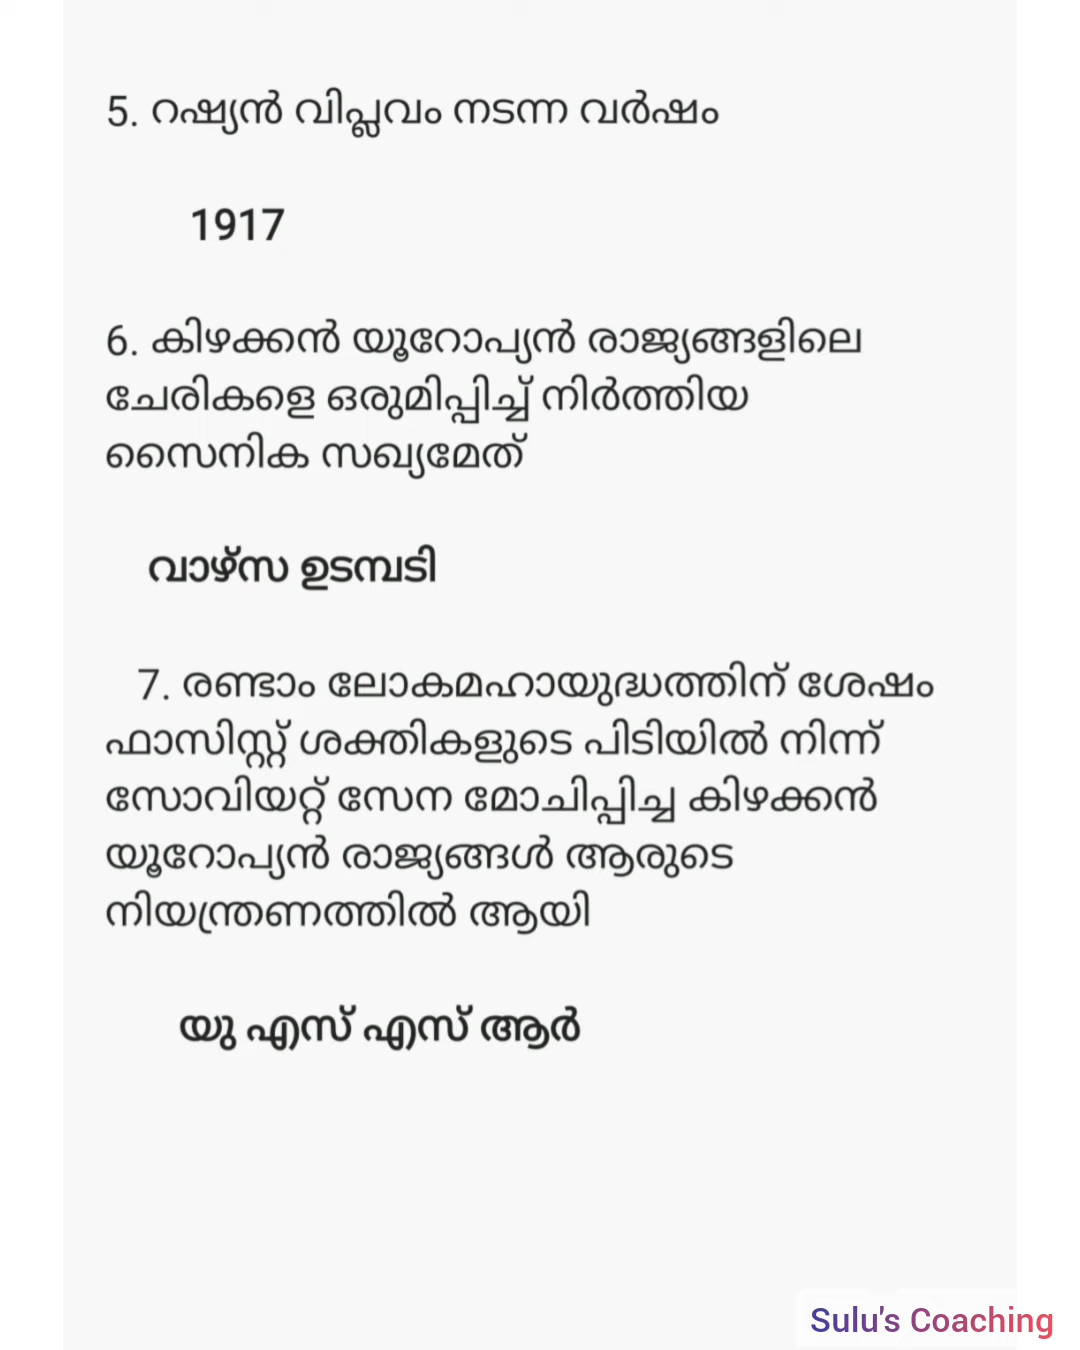 5. റഷ്യൻ വിപ്ലവം നടന്ന വർഷം
1917
6. കിഴക്കൻ യൂറോപ്യൻ രാജ്യങ്ങളിലെ
ചേരികളെ ഒരുമിപ്പിച്ച് നിർത്തിയ
സൈനിക സഖ്യമേത്
വാഴ്സ ഉടമ്പടി
7. രണ്ടാം ലോകമഹായുദ്ധത്തിന് ശേഷം
ഫാസിസ്റ്റ് ശക്തികളുടെ പിടിയിൽ നിന്ന്
സോവിയറ്റ് സേന മോചിപ്പിച്ച കിഴക്കൻ
യൂറോപ്യൻ രാജ്യങ്ങൾ ആരുടെ
നിയന്ത്രണത്തിൽ ആയി
യു എസ് എസ് ആർ
Sulu's Coaching